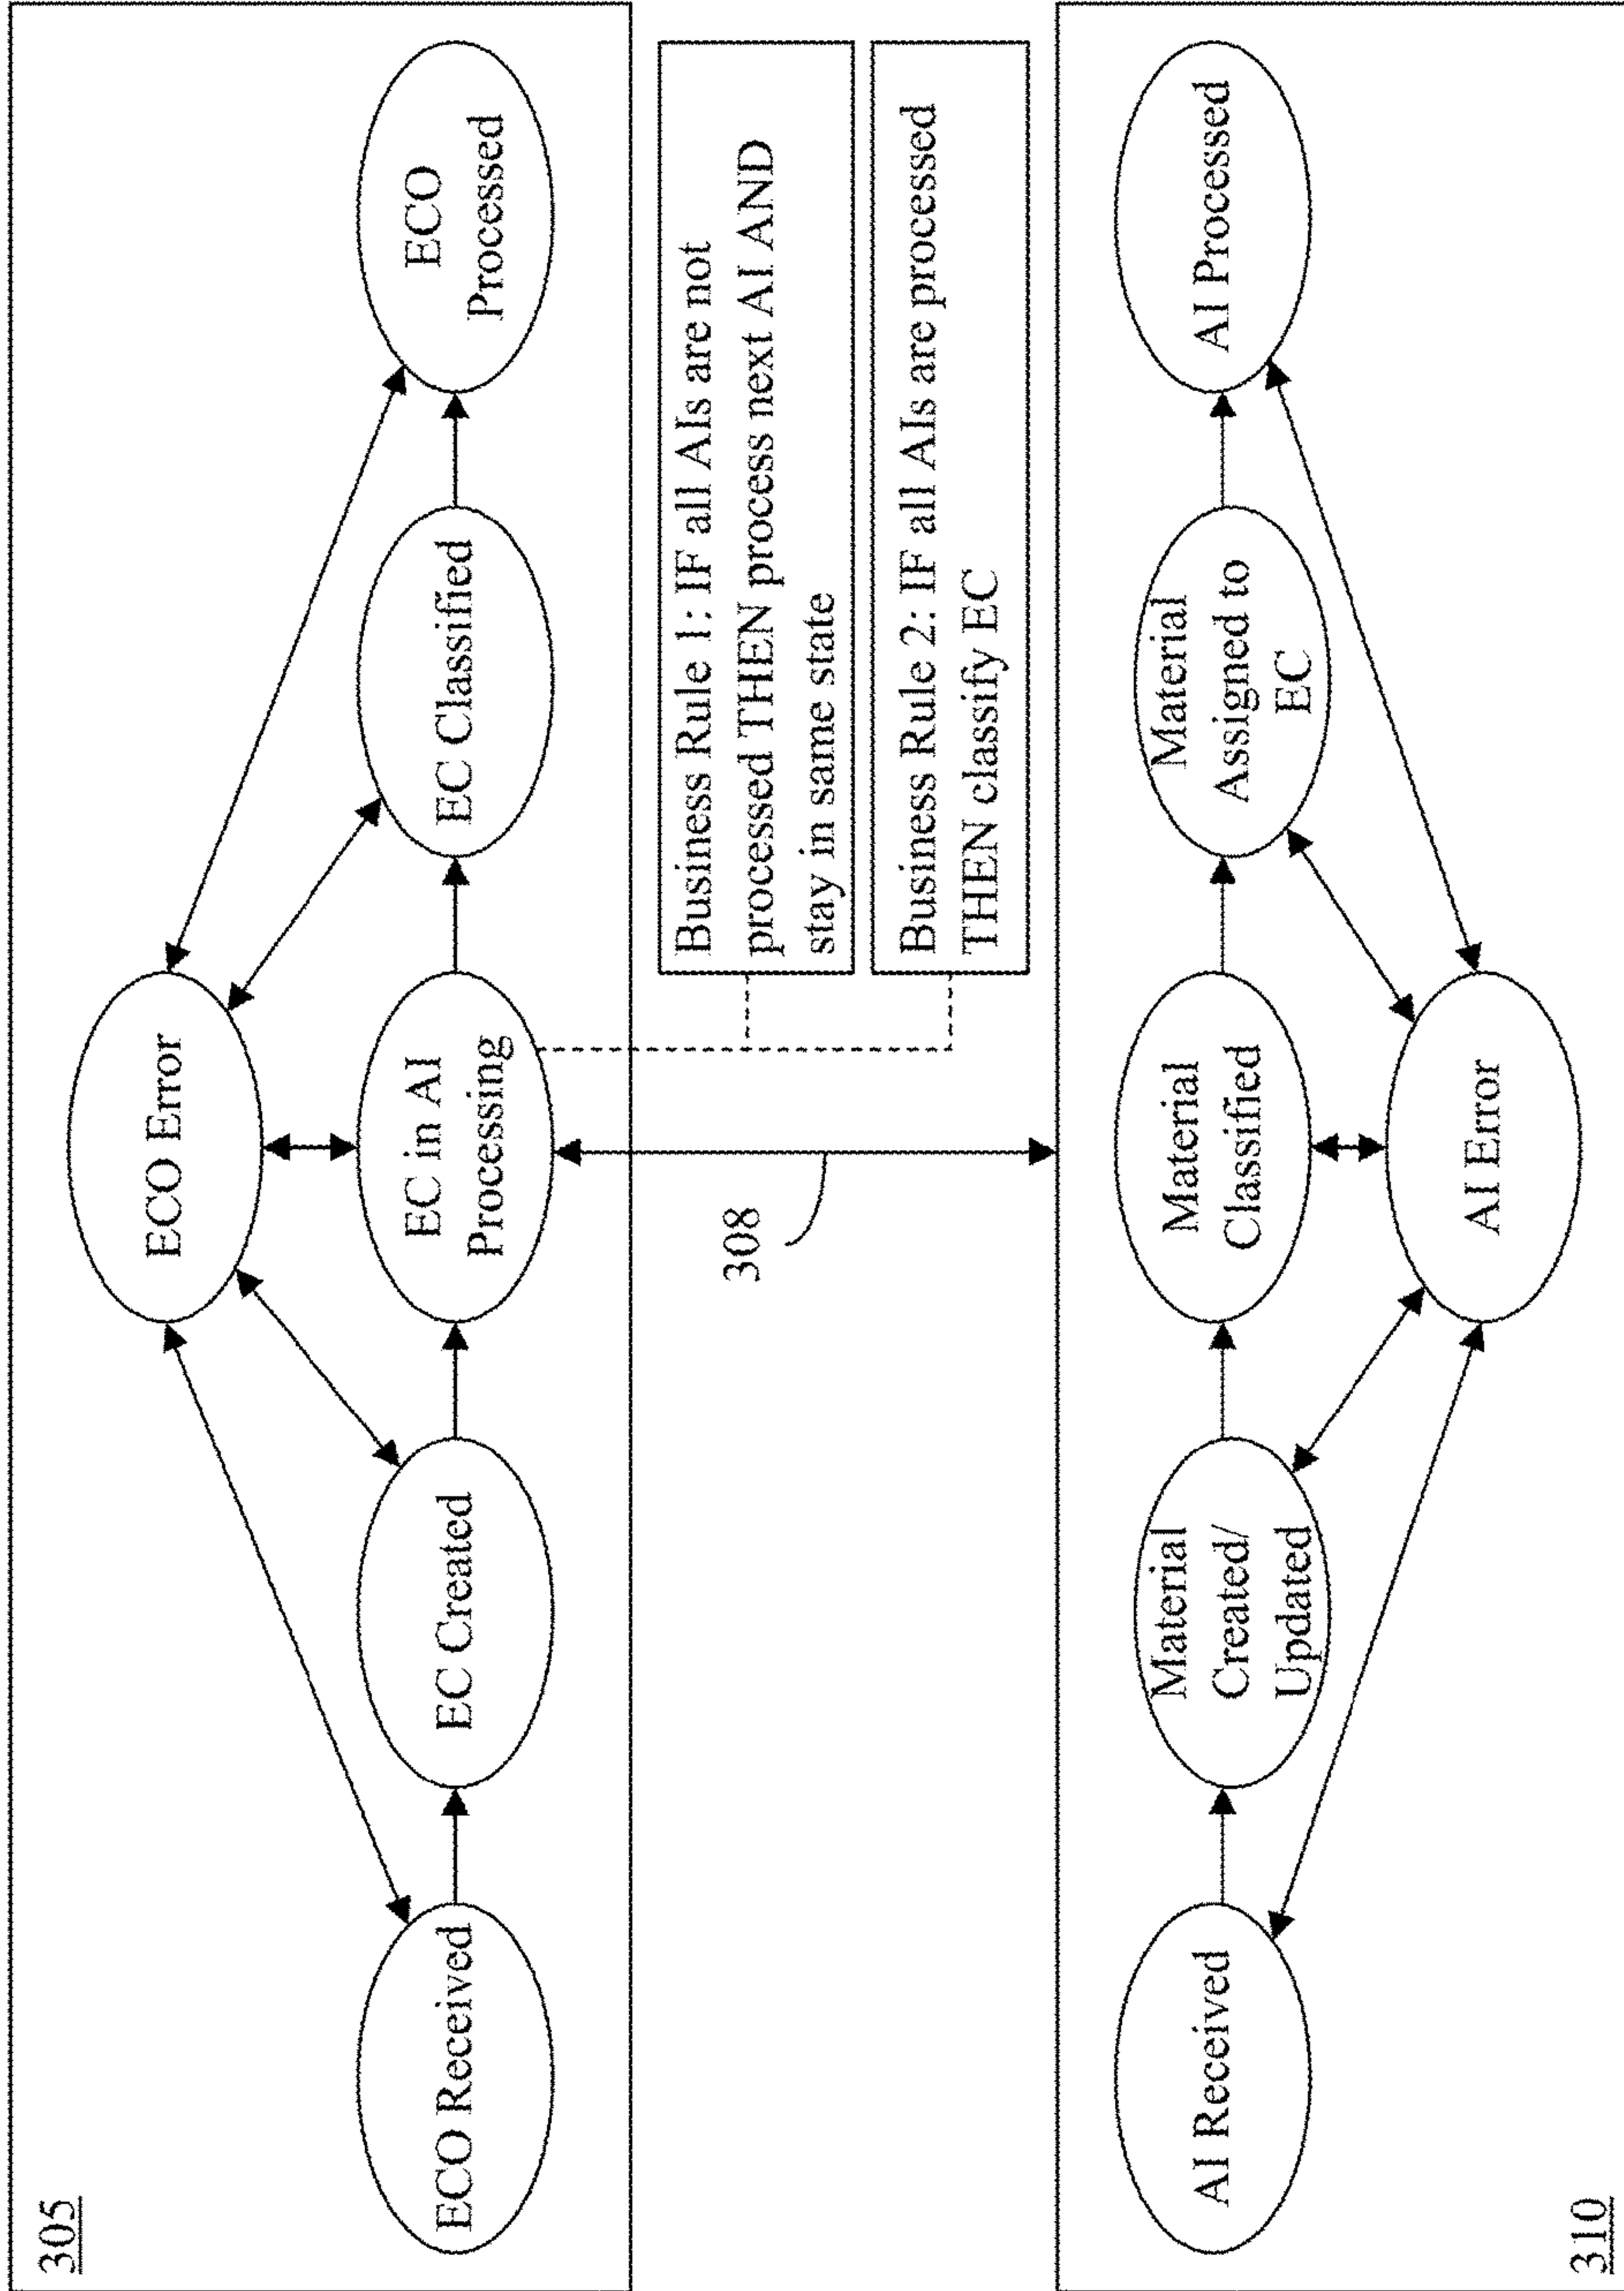 305
ECO Error
ECO Received
EC Created
EC in AI
Processing
EC Classified
ECO
Processed
308
Business Rule 1: IF all AIs are not
processed THEN process next AI AND
stay in same state
Business Rule 2: IF all AIs are processed
THEN classify EC
AI Received
Material
Created/
Updated
Material
Classified
Material
Assigned to
EC
AI Processed
AI Error
310